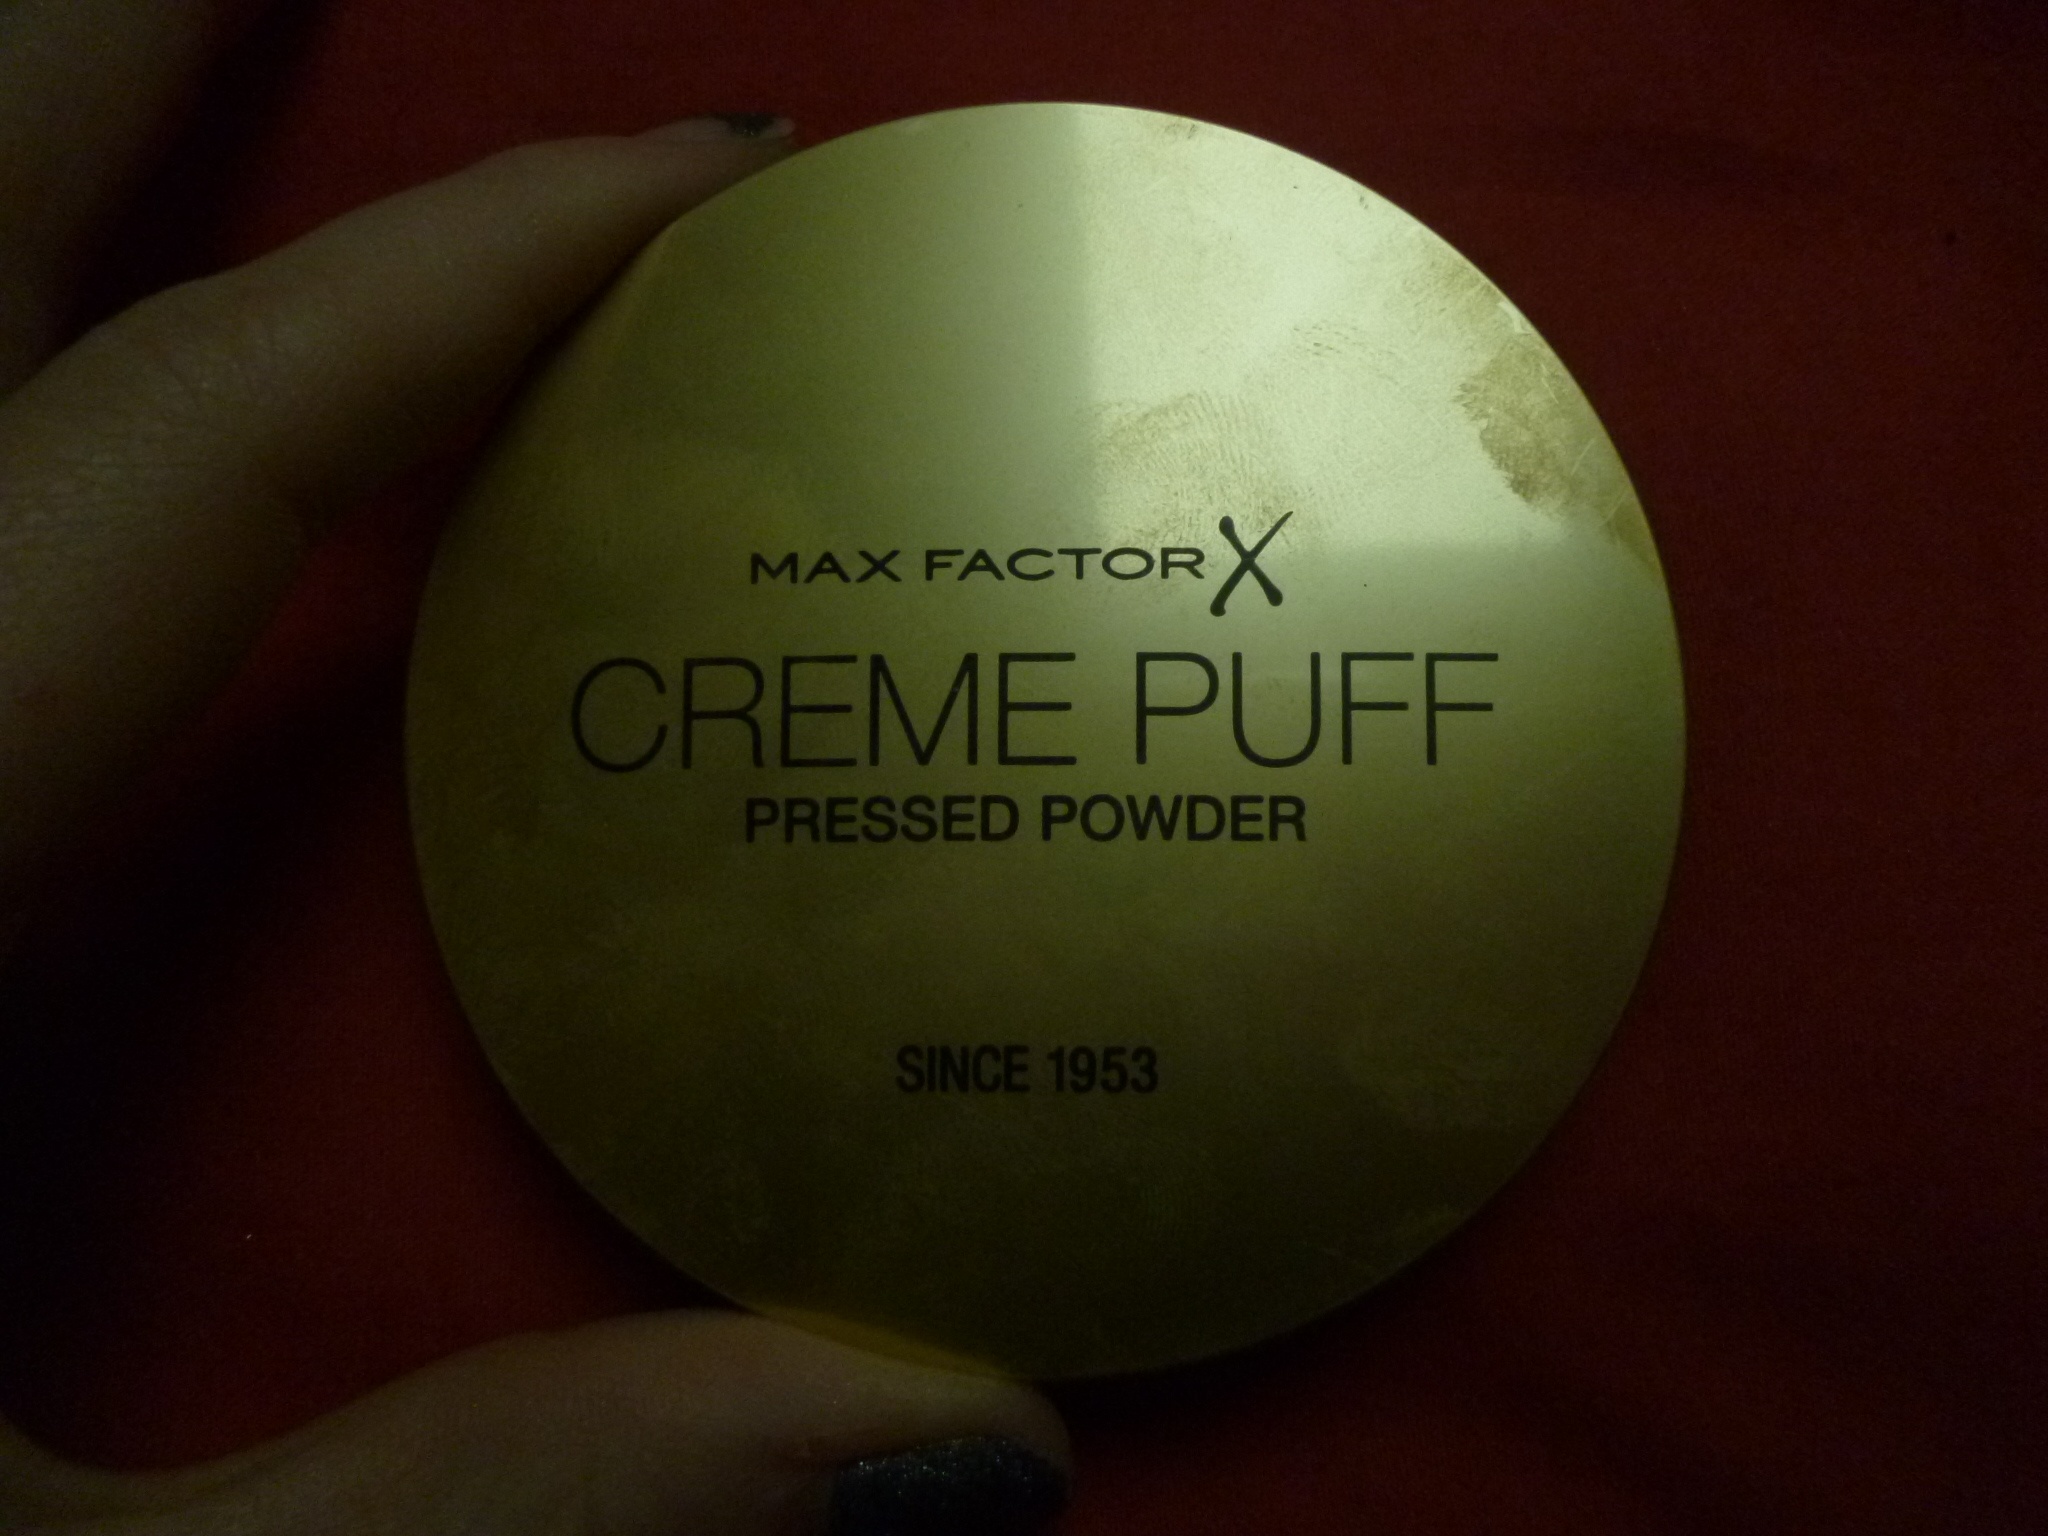 MAX FACTOR X
CREME PUFF
PRESSED POWDER
SINCE 1953